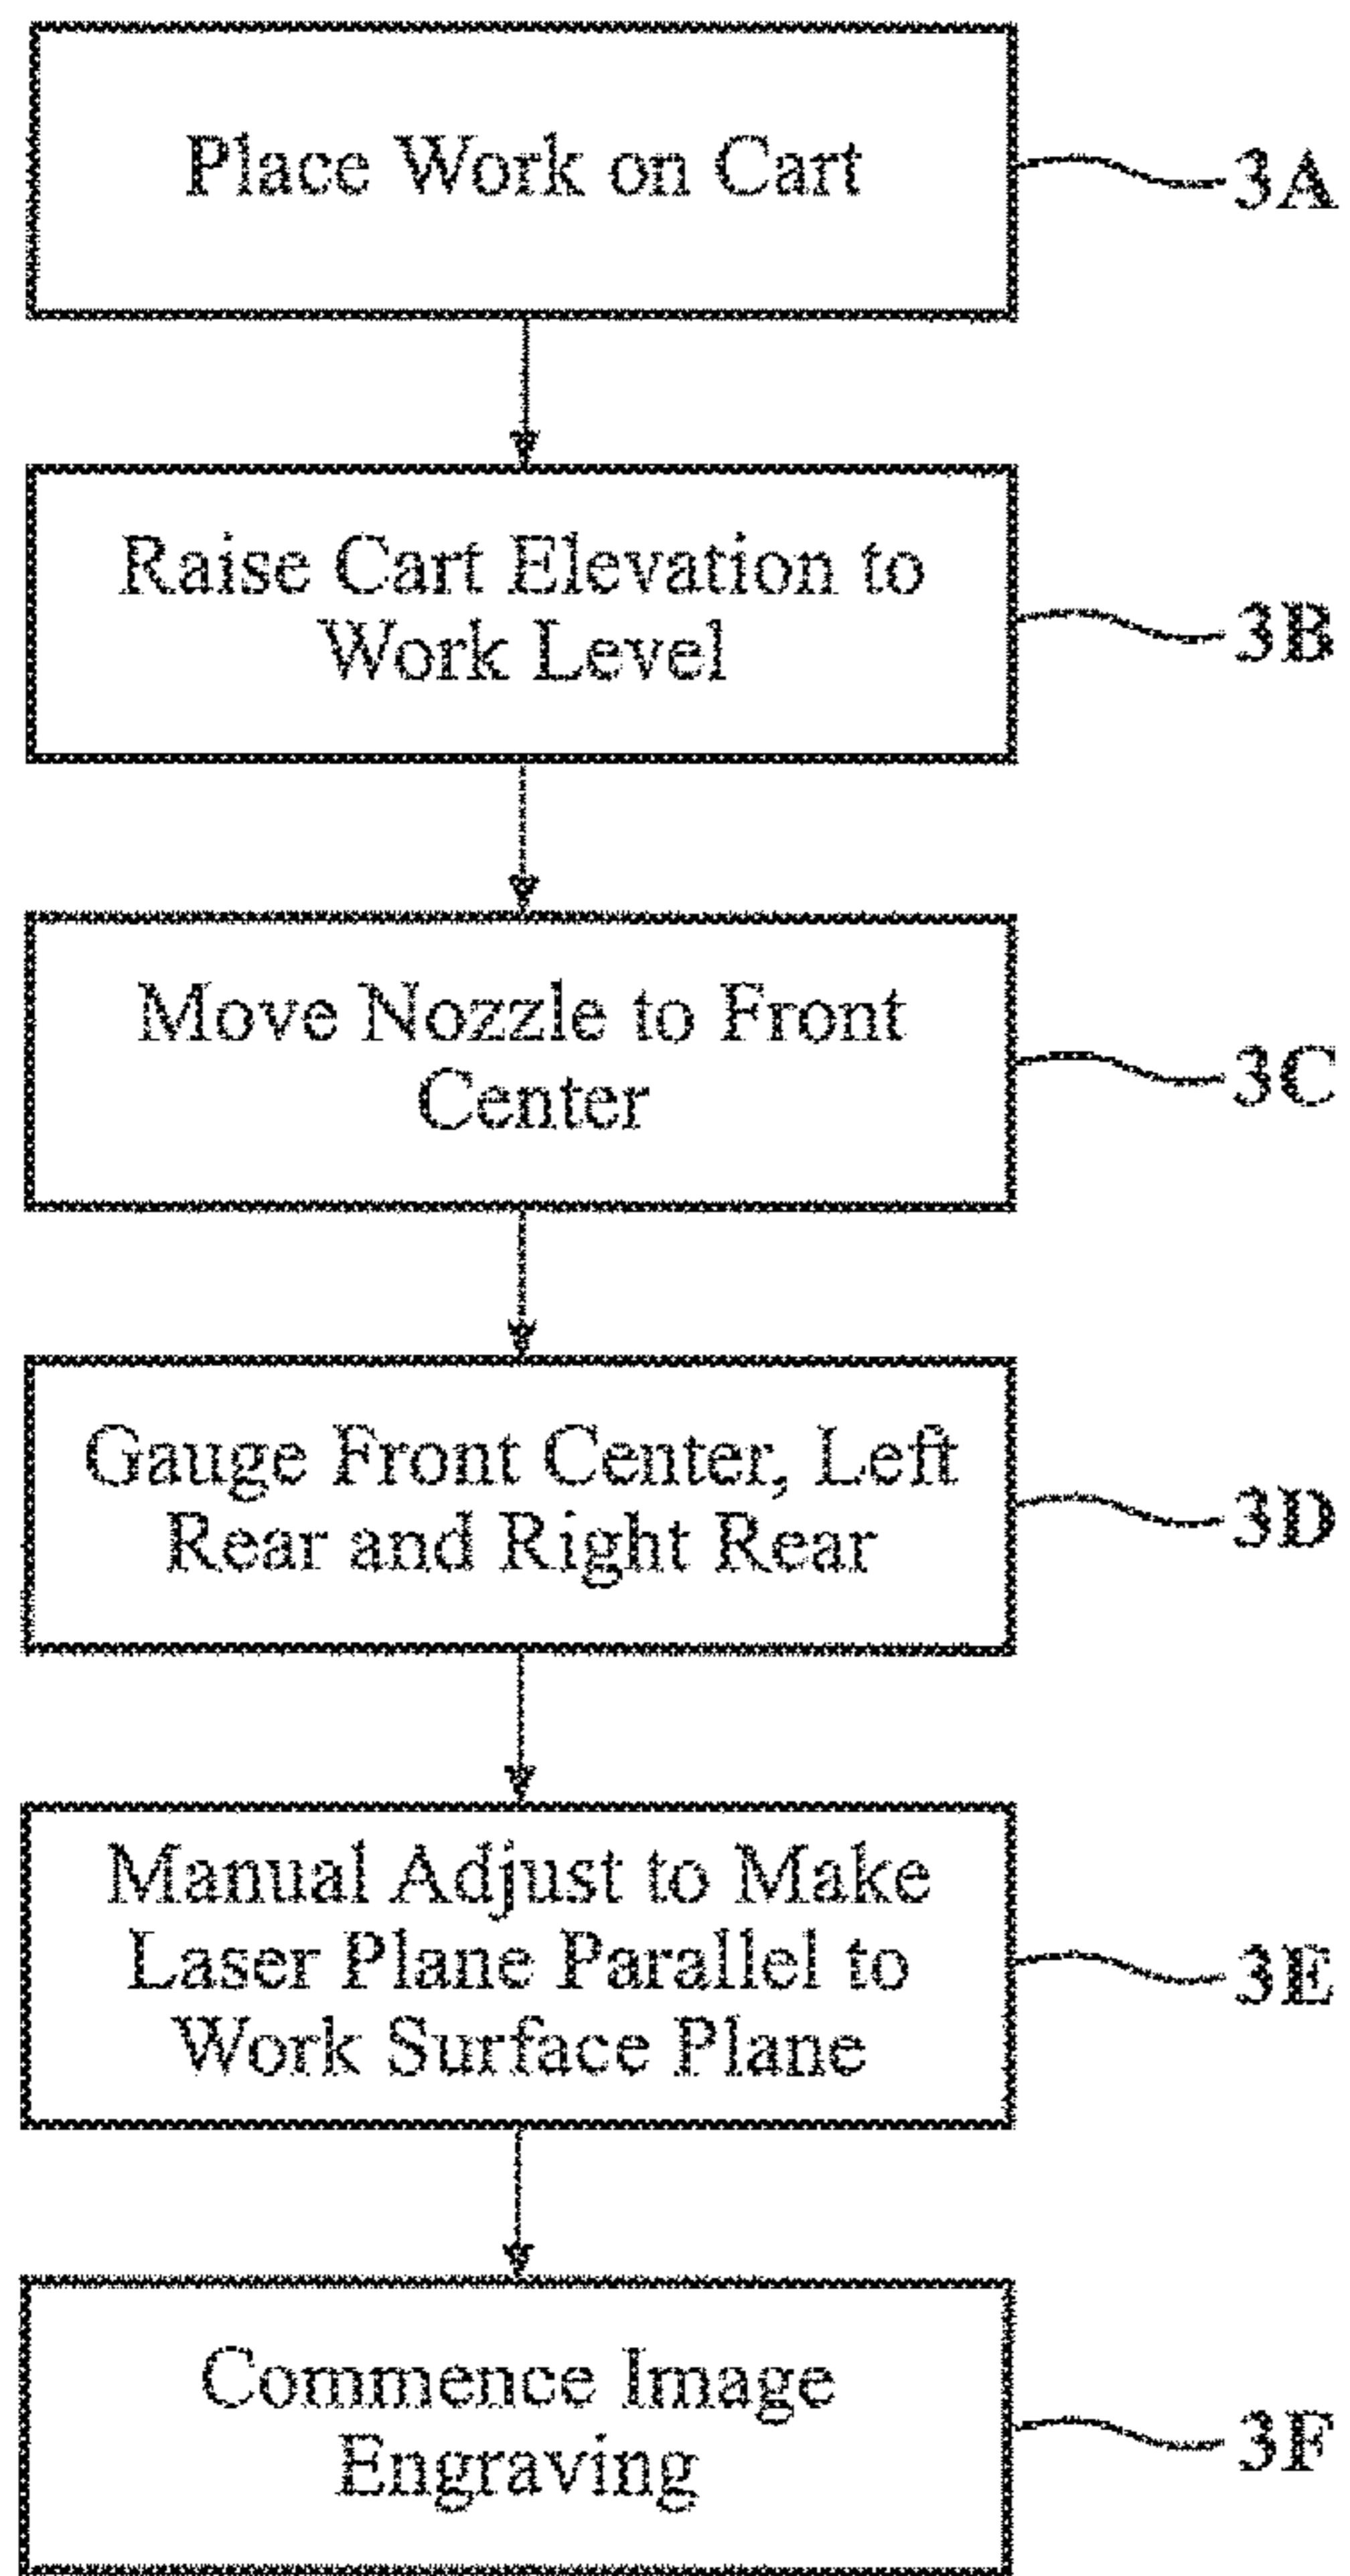 Place Work on Cart
3A
Raise Cart Elevation to
Work Level
3B
Move Nozzle to Front
Center
3C
Gauge Front Center, Left
Rear and Right Rear
3D
Manual Adjust to Make
Laser Plane Parallel to
Work Surface Plane
3E
Commence Image
Engraving
3F